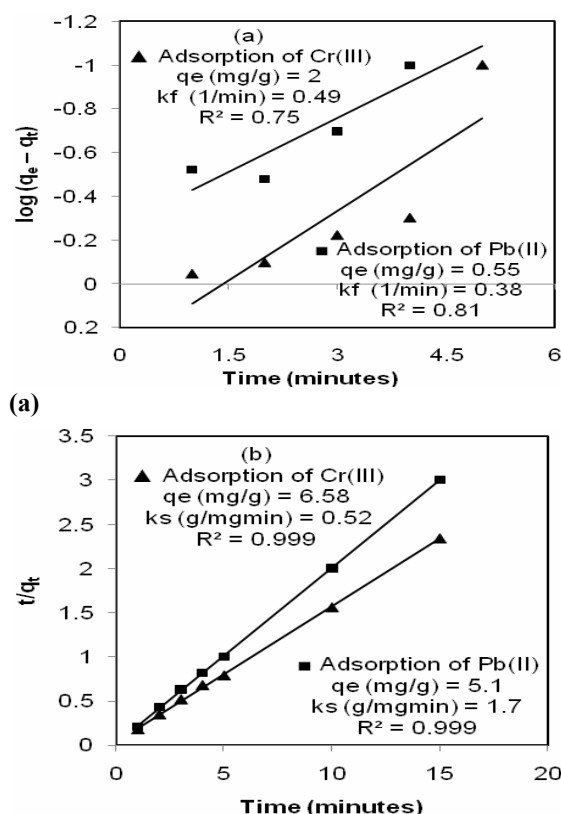 -1.2
-1
-0.8
-0.6
-0.4
-0.2
0
0.2
log (qe – qt)
(a)
Adsorption of Cr(III)
qe (mg/g) = 2
kf (1/min) = 0.49
R² = 0.75
Adsorption of Pb(II)
qe (mg/g) = 0.55
kf (1/min) = 0.38
R² = 0.81
0 1.5 3 4.5 6
Time (minutes)
(a)
3.5
3
2.5
2
1.5
1
0.5
0
t/qt
(b)
Adsorption of Cr(III)
qe (mg/g) = 6.58
ks (g/mgmin) = 0.52
R² = 0.999
Adsorption of Pb(II)
qe (mg/g) = 5.1
ks (g/mgmin) = 1.7
R² = 0.999
0 5 10 15 20
Time (minutes)